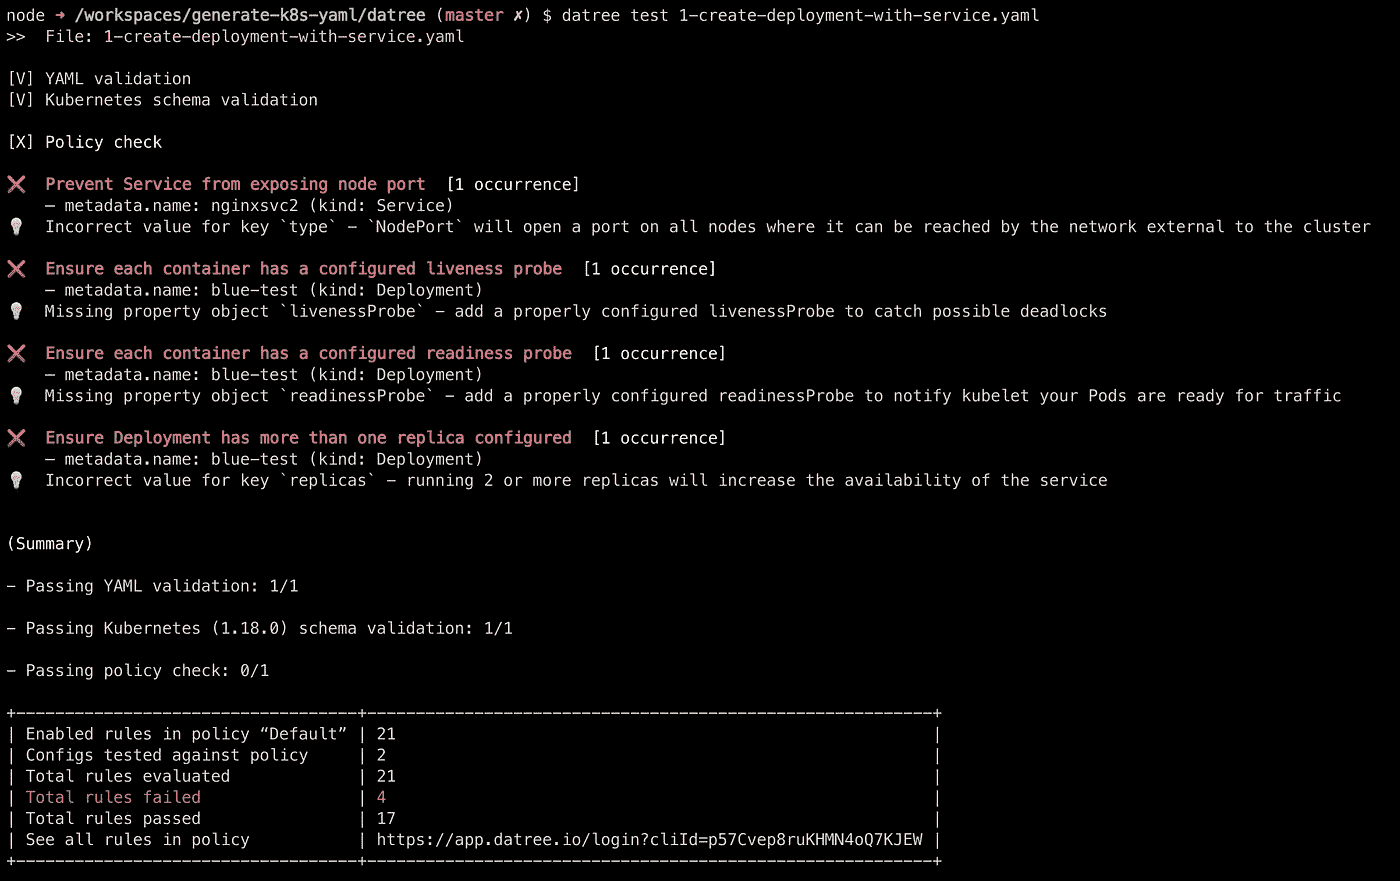 node ➜ /workspaces/generate-k8s-yaml/datree (master ✗) $ datree test 1-create-deployment-with-service.yaml
>>  File: 1-create-deployment-with-service.yaml
[V] YAML validation
[V] Kubernetes schema validation
[X] Policy check
❌  Prevent Service from exposing node port  [1 occurrence]
    — metadata.name: nginxsvc2 (kind: Service)
💡  Incorrect value for key `type` - `NodePort` will open a port on all nodes where it can be reached by the network external to the cluster
❌  Ensure each container has a configured liveness probe  [1 occurrence]
    — metadata.name: blue-test (kind: Deployment)
💡  Missing property object `livenessProbe` - add a properly configured livenessProbe to catch possible deadlocks
❌  Ensure each container has a configured readiness probe  [1 occurrence]
    — metadata.name: blue-test (kind: Deployment)
💡  Missing property object `readinessProbe` - add a properly configured readinessProbe to notify kubelet your Pods are ready for traffic
❌  Ensure Deployment has more than one replica configured  [1 occurrence]
    — metadata.name: blue-test (kind: Deployment)
💡  Incorrect value for key `replicas` - running 2 or more replicas will increase the availability of the service
(Summary)
- Passing YAML validation: 1/1
- Passing Kubernetes (1.18.0) schema validation: 1/1
- Passing policy check: 0/1
+-----------------------------------+----------------------------------------------------------+
| Enabled rules in policy “Default” | 21                                                       |
| Configs tested against policy     | 2                                                        |
| Total rules evaluated             | 21                                                       |
| Total rules failed                | 4                                                        |
| Total rules passed                | 17                                                       |
| See all rules in policy           | https://app.datree.io/login?cliId=p57Cvep8ruKHMN4oQ7KJEW |
+-----------------------------------+----------------------------------------------------------+